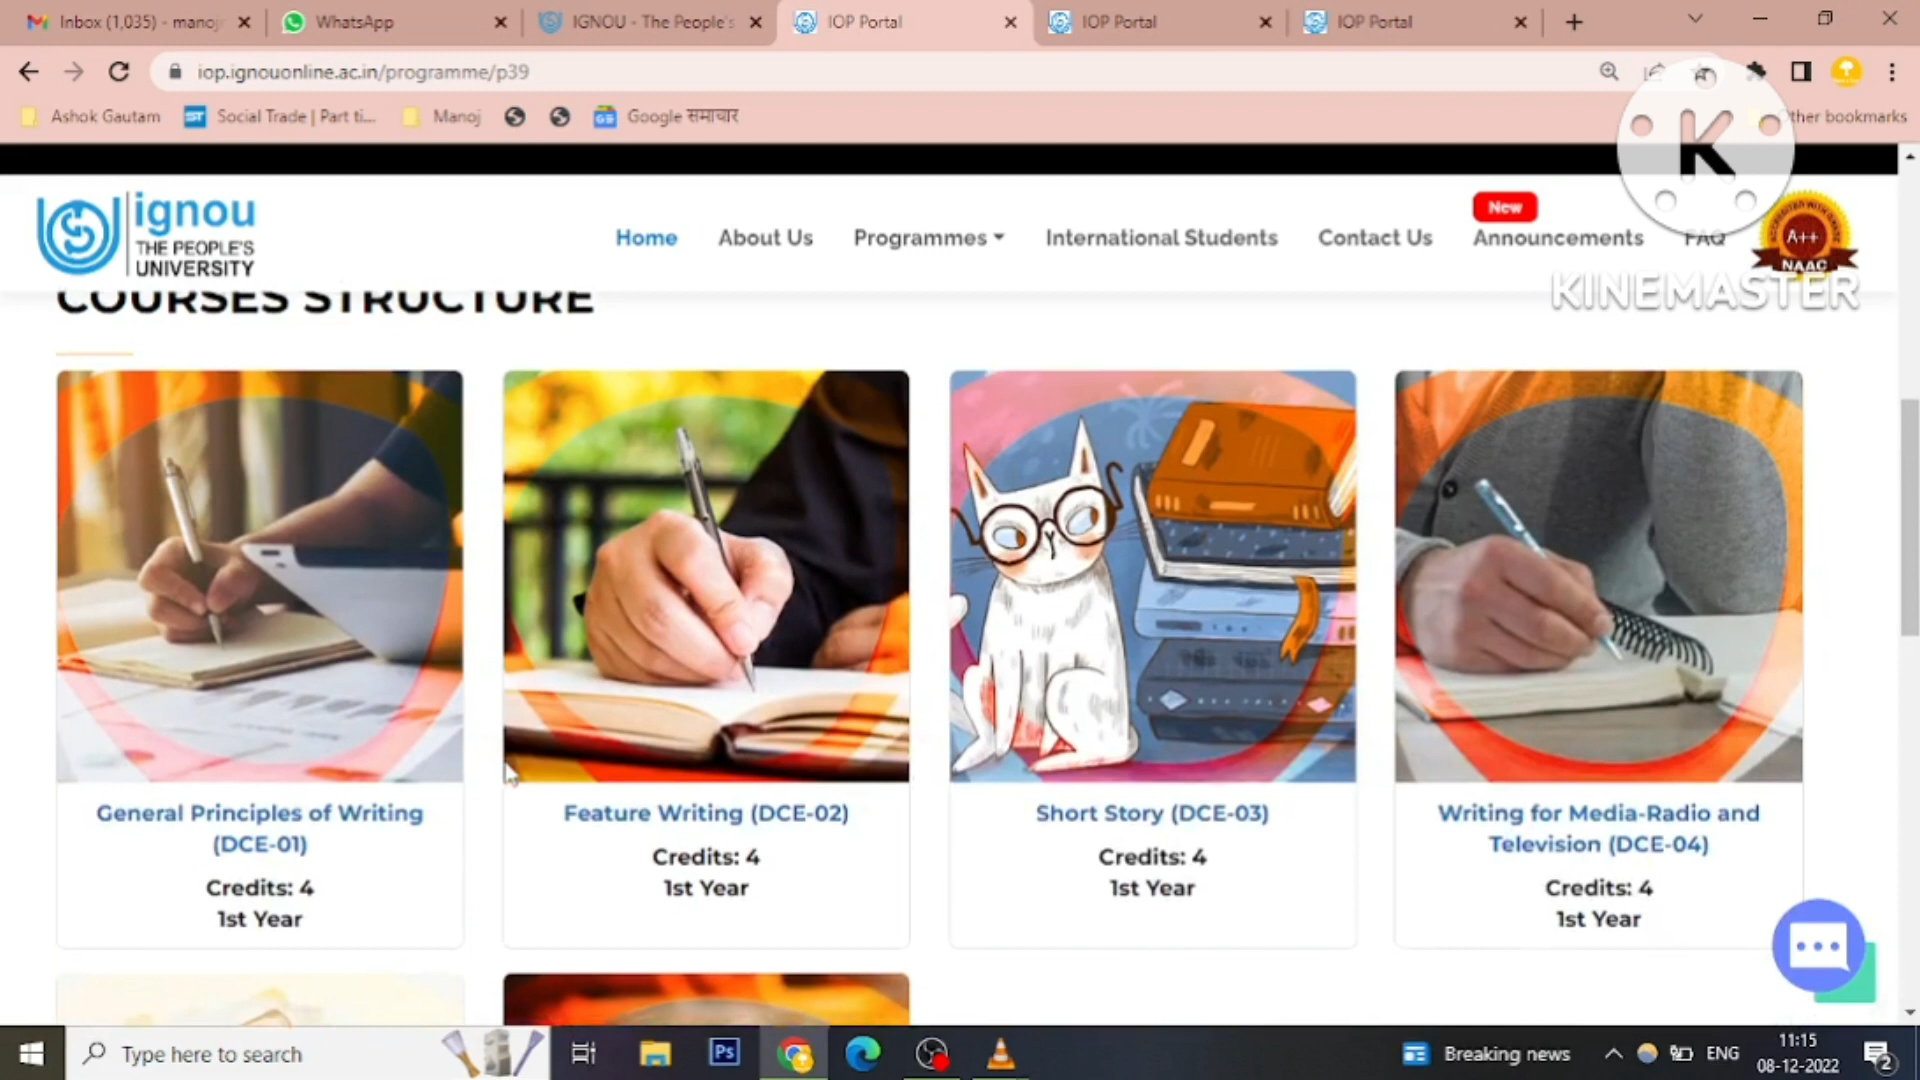 Inbox (1,035) - manoj
WhatsApp
IGNOU - The People's
IOP Portal
IOP Portal
IOP Portal
iop.ignouonline.ac.in/programme/p39
Ashok Gautam
ST
Social Trade | Part ti...
Manoj
GE
Google समाचार
Other bookmarks
K
KINEMASTER
ignou
THE PEOPLE'S
UNIVERSITY
Home
About Us
Programmes
International Students
Contact Us
New
Announcements
FAQ
A++
NAAC
COURSES STRUCTURE
General Principles of Writing
(DCE-01)
Credits: 4
1st Year
Feature Writing (DCE-02)
Credits: 4
1st Year
Short Story (DCE-03)
Credits: 4
1st Year
Writing for Media-Radio and
Television (DCE-04)
Credits: 4
1st Year
Type here to search
Ps
Breaking news
ENG
11:15
08-12-2022
2